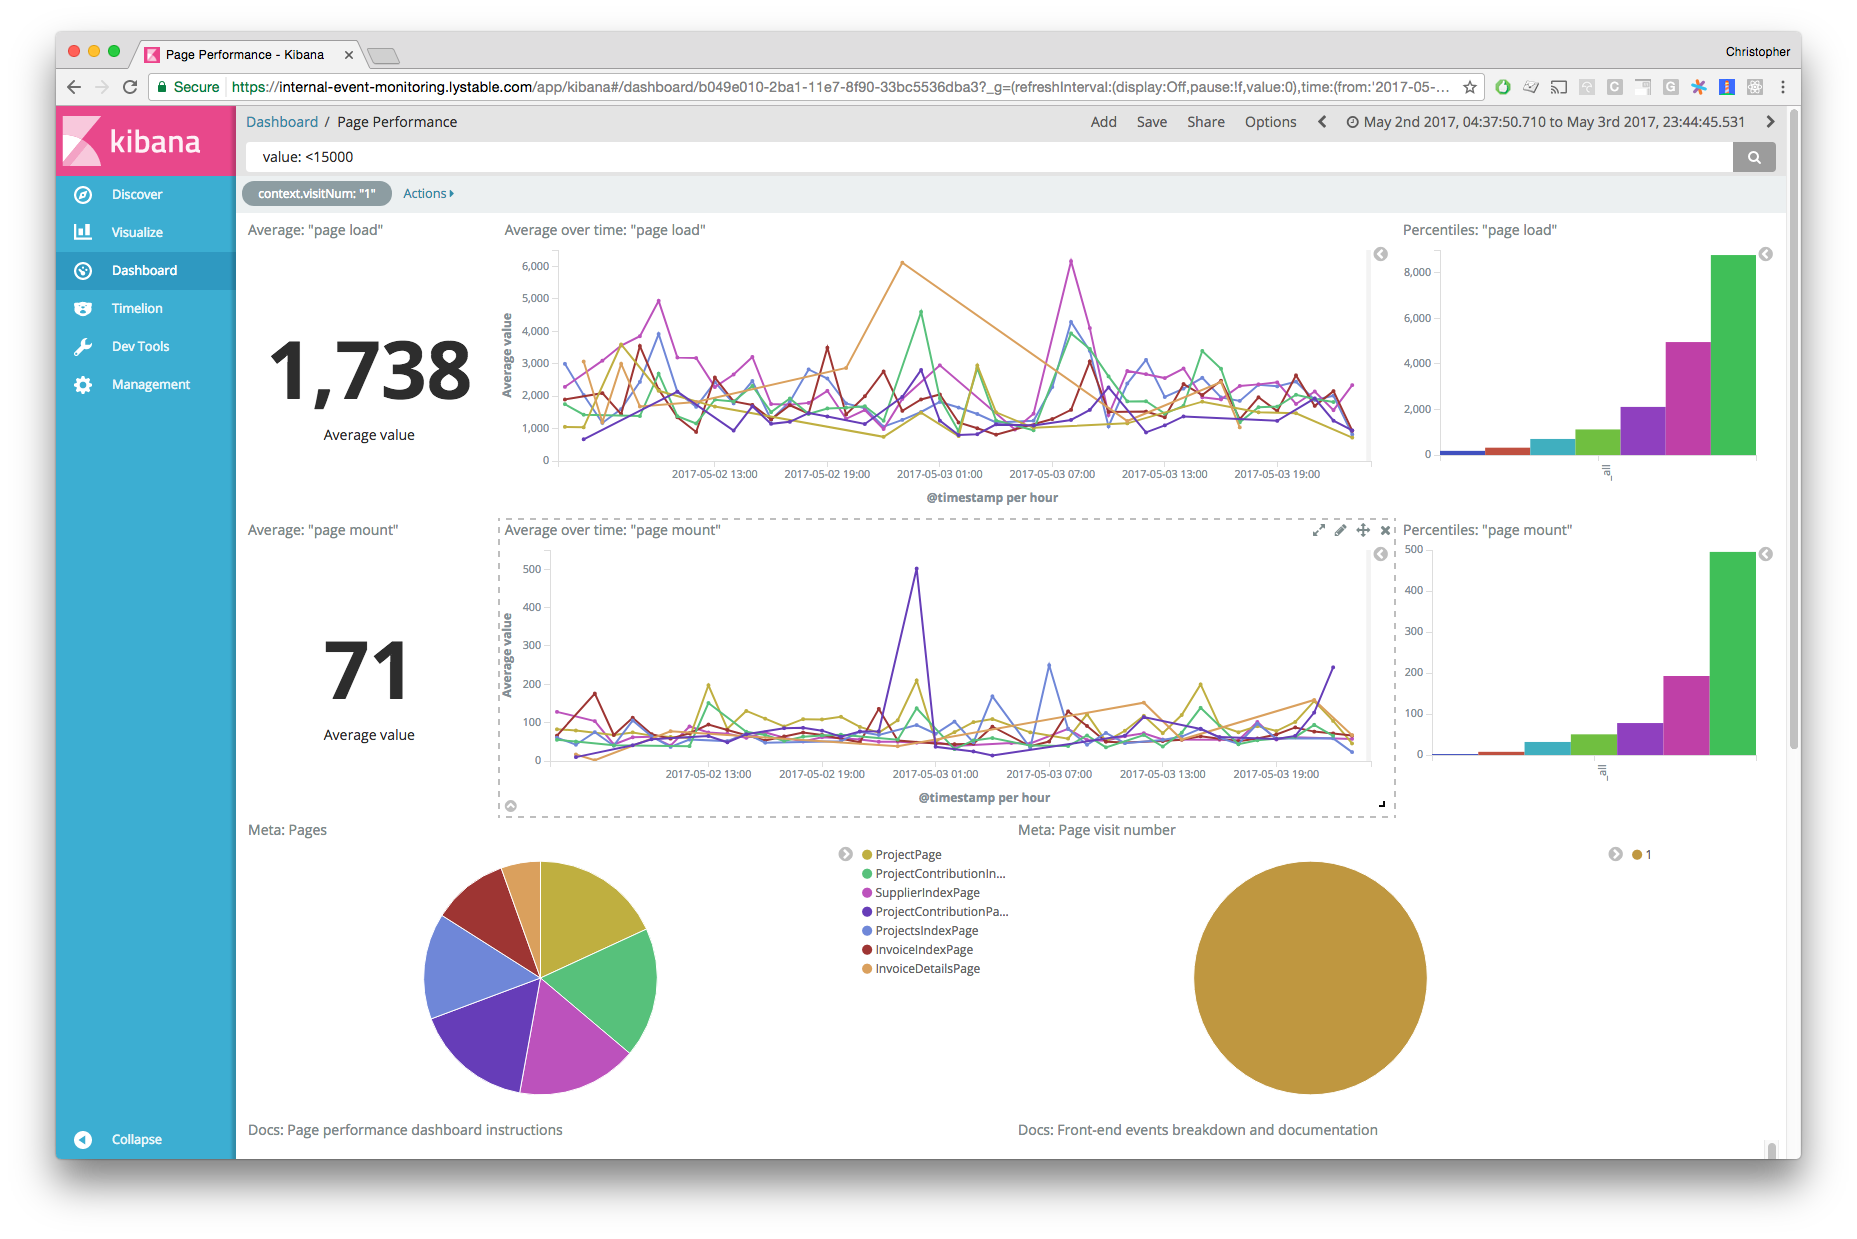 Page Performance - Kibana
Christopher
Secure https://internal-event-monitoring.lystable.com/app/kibana#/dashboard/b049e010-2ba1-11e7-8f90-33bc5536dba3?_g=(refreshInterval:(display:Off,pause:!f,value:0),time:(from:'2017-05-...
kibana
Discover
Visualize
Dashboard
Timelion
Dev Tools
Management
Collapse
Dashboard / Page Performance
Add Save Share Options May 2nd 2017, 04:37:50.710 to May 3rd 2017, 23:44:45.531
value: <15000
context.visitNum: "1" Actions
Average: "page load"
1,738
Average value
Average over time: "page load"
6,000
5,000
4,000
3,000
2,000
1,000
0
Average value
2017-05-02 13:00 2017-05-02 19:00 2017-05-03 01:00 2017-05-03 07:00 2017-05-03 13:00 2017-05-03 19:00
@timestamp per hour
Percentiles: "page load"
8,000
6,000
4,000
2,000
0
_all
Average: "page mount"
71
Average value
Average over time: "page mount"
500
400
300
200
100
0
Average value
2017-05-02 13:00 2017-05-02 19:00 2017-05-03 01:00 2017-05-03 07:00 2017-05-03 13:00 2017-05-03 19:00
@timestamp per hour
Percentiles: "page mount"
500
400
300
200
100
0
_all
Meta: Pages
ProjectPage
ProjectContributionIn...
SupplierIndexPage
ProjectContributionPa...
ProjectsIndexPage
InvoiceIndexPage
InvoiceDetailsPage
Meta: Page visit number
1
Docs: Page performance dashboard instructions
Docs: Front-end events breakdown and documentation